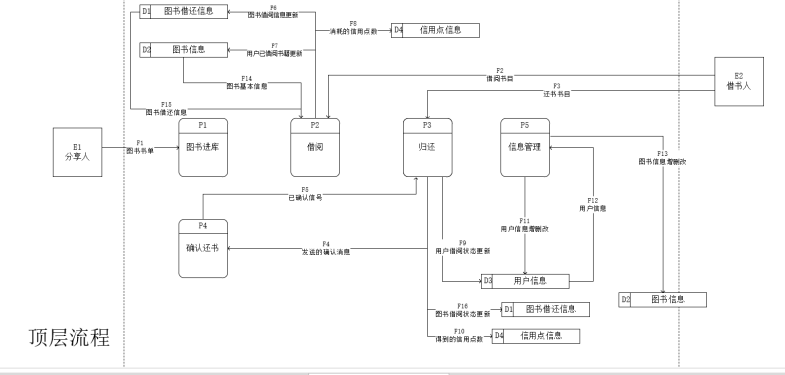 D1 图书借还信息
F6
图书借阅信息更新
F8
消耗的信用点数
D4 信用点信息
D2 图书信息
F7
用户已借阅书籍更新
F14
图书基本信息
F2
借阅书目
E2
借书人
F3
还书书目
F15
图书借还信息
E1
分享人
F1
图书书单
P1
图书进库
P2
借阅
P3
归还
P5
信息管理
F13
图书信息增删改
F5
已确认信号
F12
用户信息
P4
确认还书
F11
用户信息增删改
F4
发送的确认消息
F9
用户借阅状态更新
D3 用户信息
D2 图书信息
F16
图书借阅状态更新
D1 图书借还信息
F10
得到的信用点数
D4 信用点信息
顶层流程